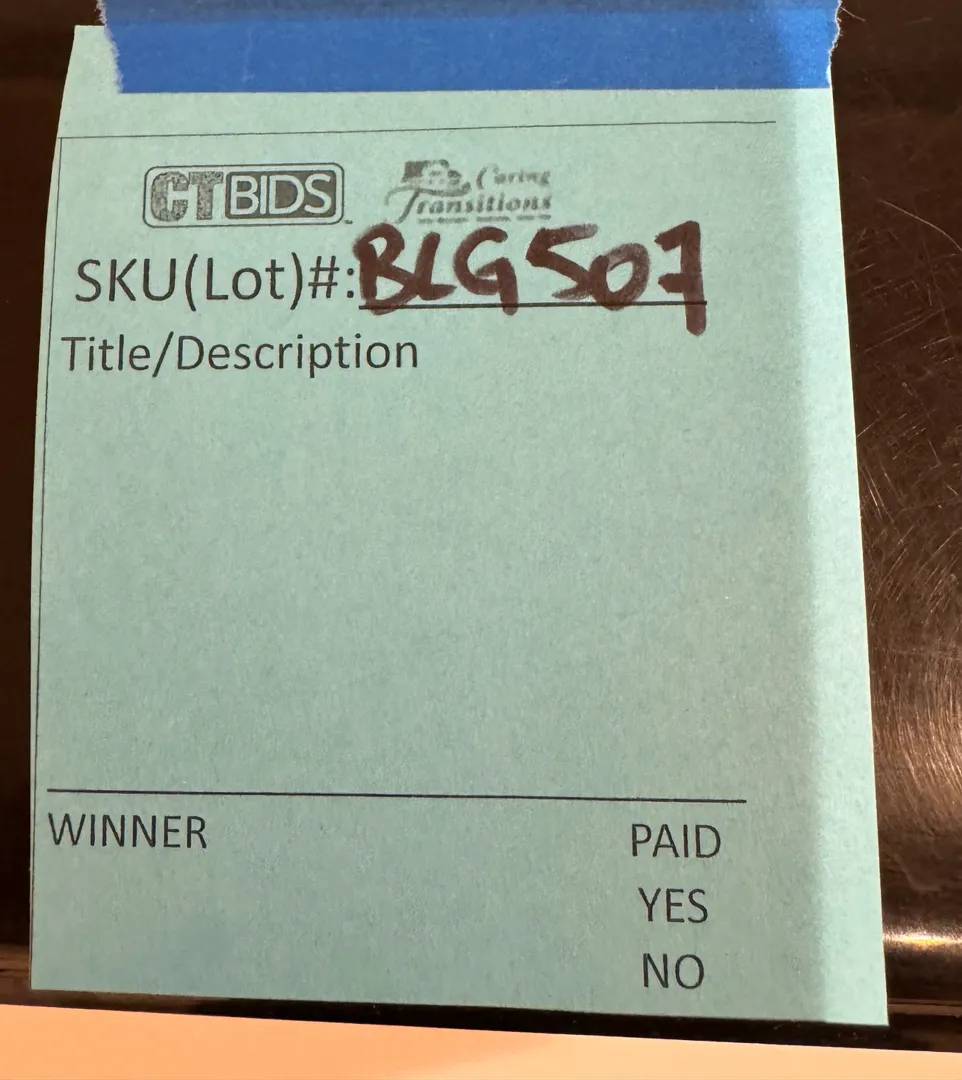 CTBIDS
Caring
Transitions
SKU(Lot)#:BLG507
Title/Description
WINNER
PAID
YES
NO